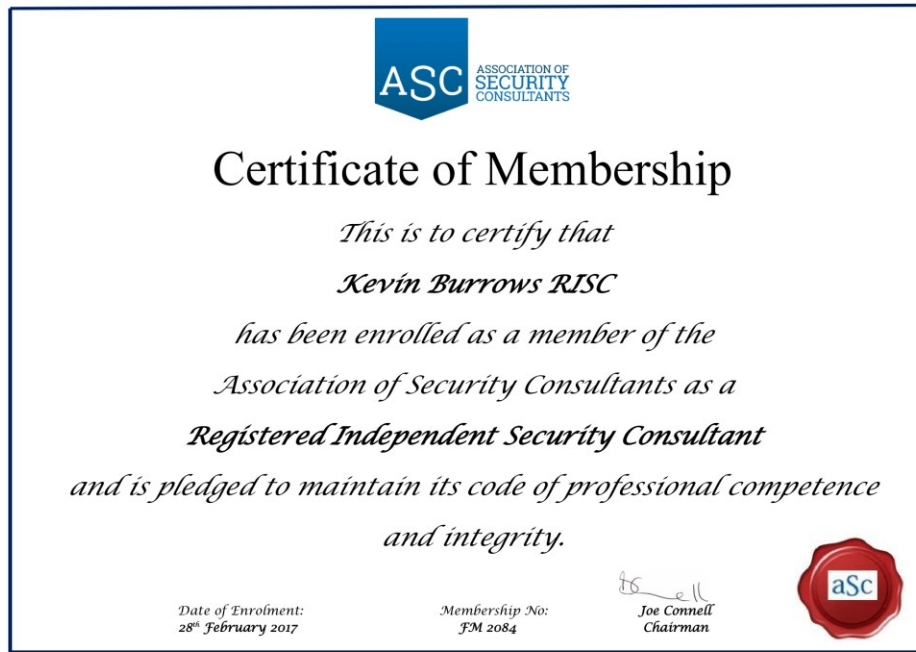 ASC
ASSOCIATION OF
SECURITY
CONSULTANTS
Certificate of Membership
This is to certify that
Kevin Burrows RISC
has been enrolled as a member of the
Association of Security Consultants as a
Registered Independent Security Consultant
and is pledged to maintain its code of professional competence
and integrity.
Date of Enrolment:
28th February 2017
Membership No:
FM 2084
Joe Connell
Chairman
aSc